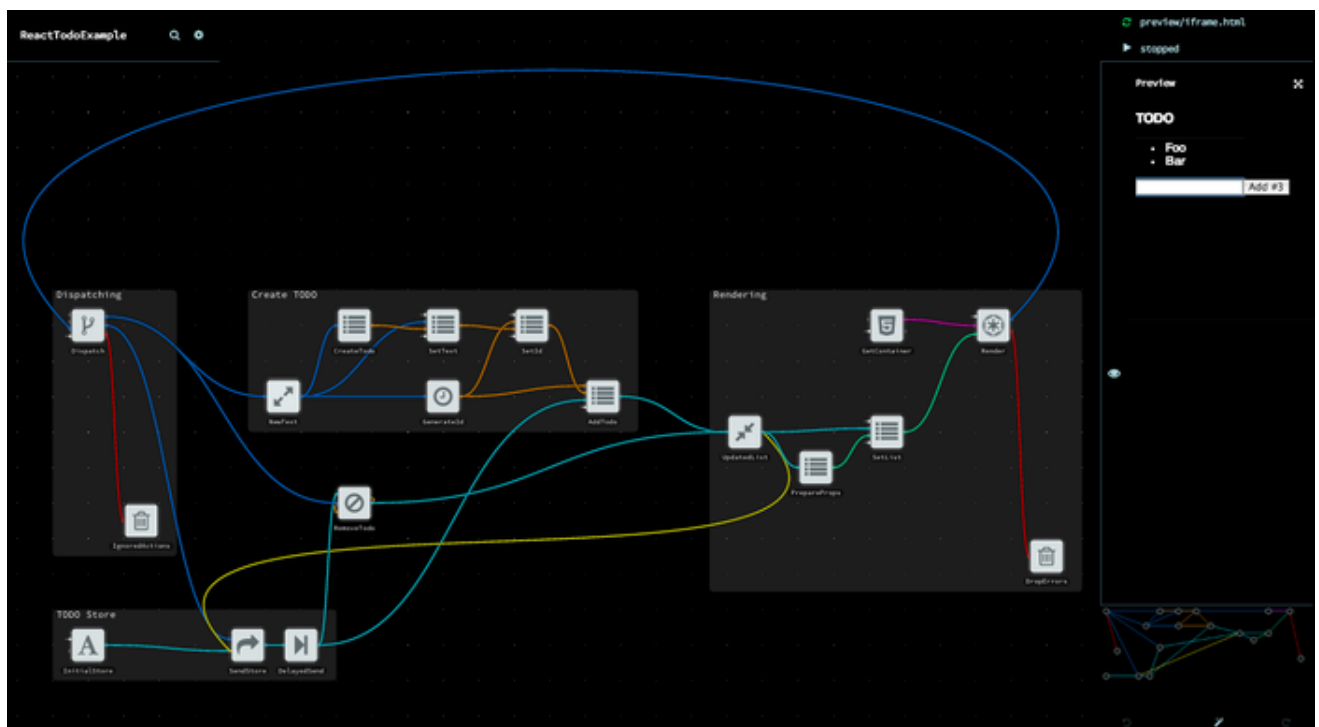 ReactTodoExample
preview/iframe.html
stopped
Preview
TODO
Foo
Bar
Add #3
Dispatching
Dispatch
IgnoredActions
Create TODO
CreateTodo
SetText
SetId
NewText
GenerateId
AddTodo
RemoveTodo
Rendering
GetContainer
Render
UpdatedList
SetList
PrepareProps
DropErrors
TODO Store
A
InitialStore
SendStore
DelayedSend